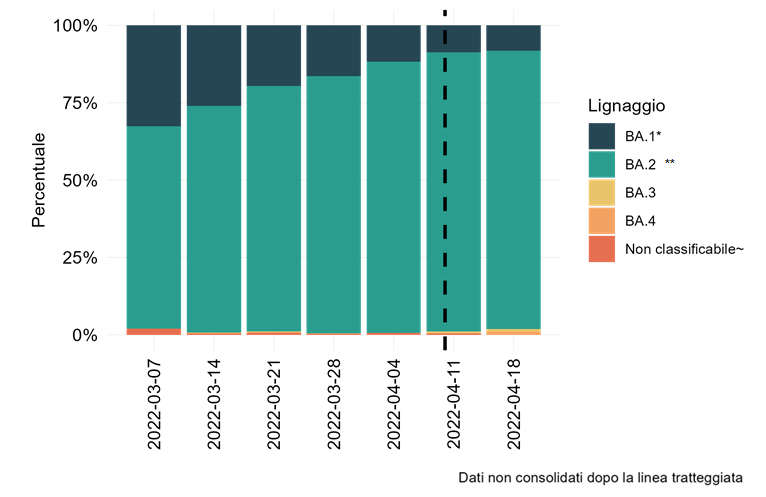 100%
75%
50%
25%
0%
Percentuale
2022-03-07
2022-03-14
2022-03-21
2022-03-28
2022-04-04
2022-04-11
2022-04-18
Lignaggio
BA.1*
BA.2 **
BA.3
BA.4
Non classificabile~
Dati non consolidati dopo la linea tratteggiata